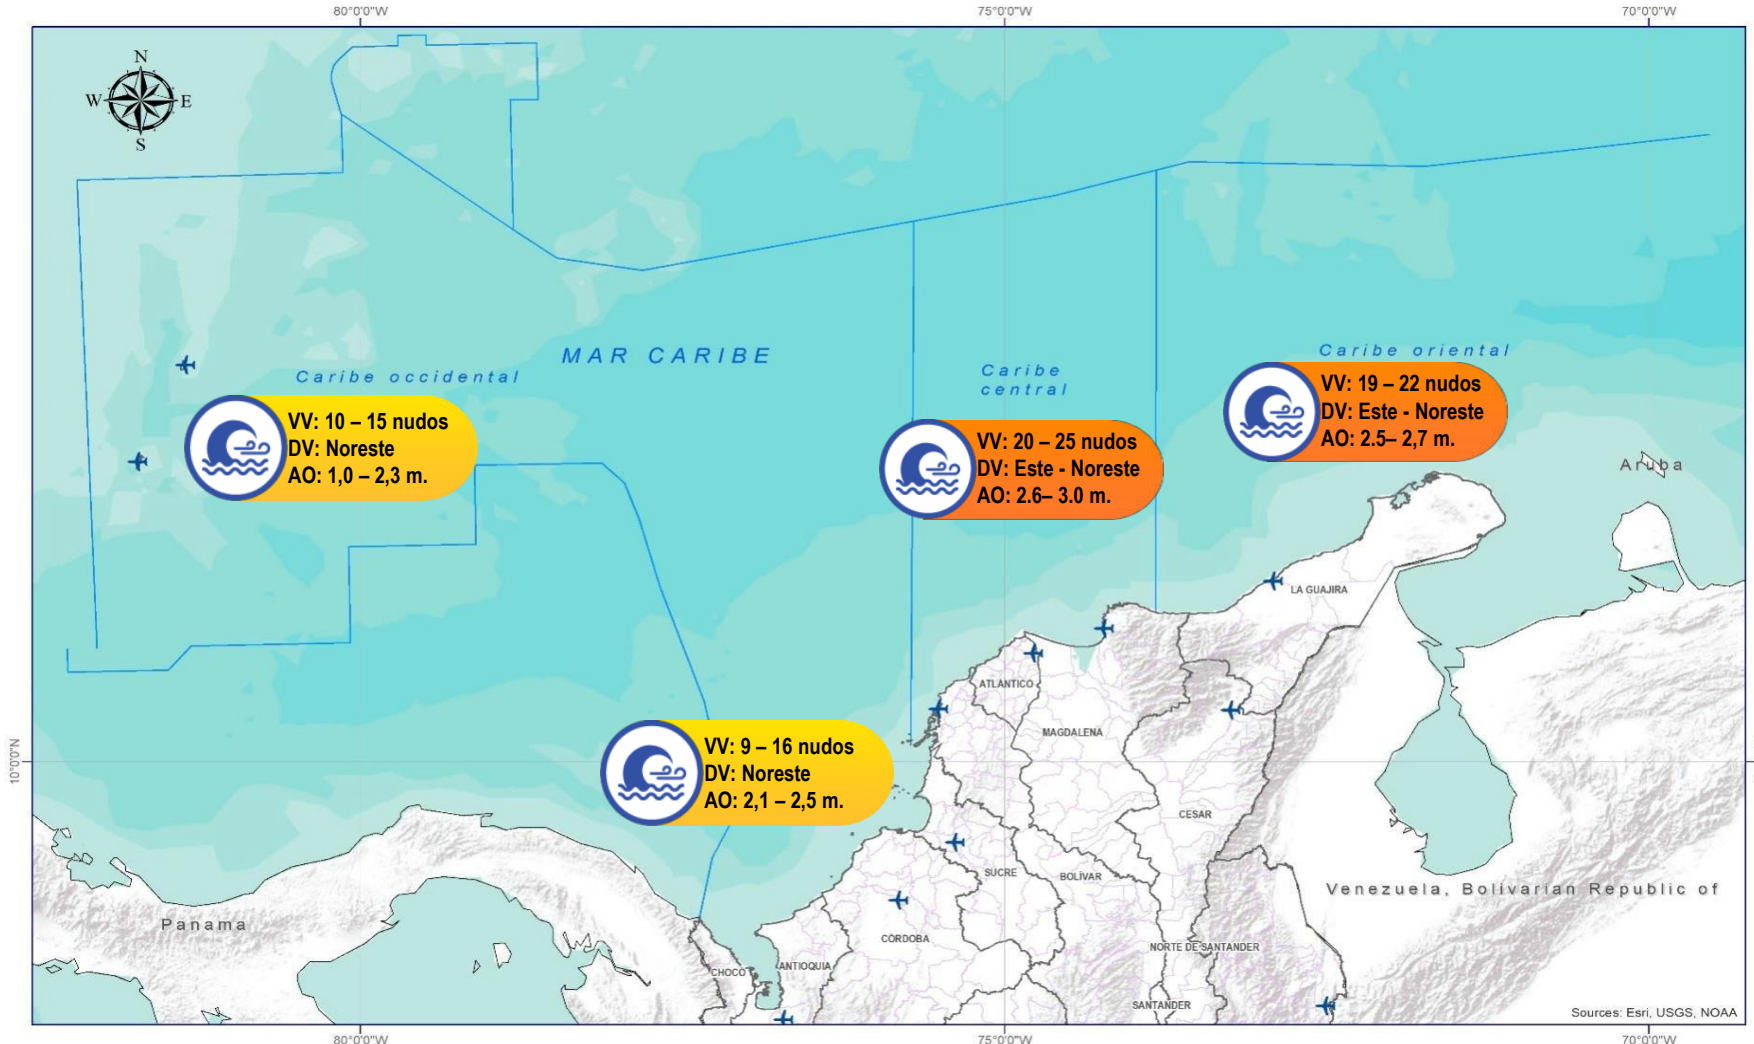 80°0'0"W
75°0'0"W
70°0'0"W
N
W
E
S
MAR CARIBE
Caribe occidental
Caribe
central
Caribe oriental
VV: 10 – 15 nudos
DV: Noreste
AO: 1,0 – 2,3 m.
VV: 20 – 25 nudos
DV: Este - Noreste
AO: 2.6– 3.0 m.
VV: 19 – 22 nudos
DV: Este - Noreste
AO: 2.5– 2,7 m.
Aruba
LA GUAJIRA
ATLÁNTICO
MAGDALENA
VV: 9 – 16 nudos
DV: Noreste
AO: 2,1 – 2,5 m.
10°0'0"N
CESAR
SUCRE
BOLÍVAR
Venezuela, Bolivarian Republic of
Panama
CÓRDOBA
NORTE DE SANTANDER
CHOCO
ANTIOQUIA
SANTANDER
Sources: Esri, USGS, NOAA
80°0'0"W
75°0'0"W
70°0'0"W